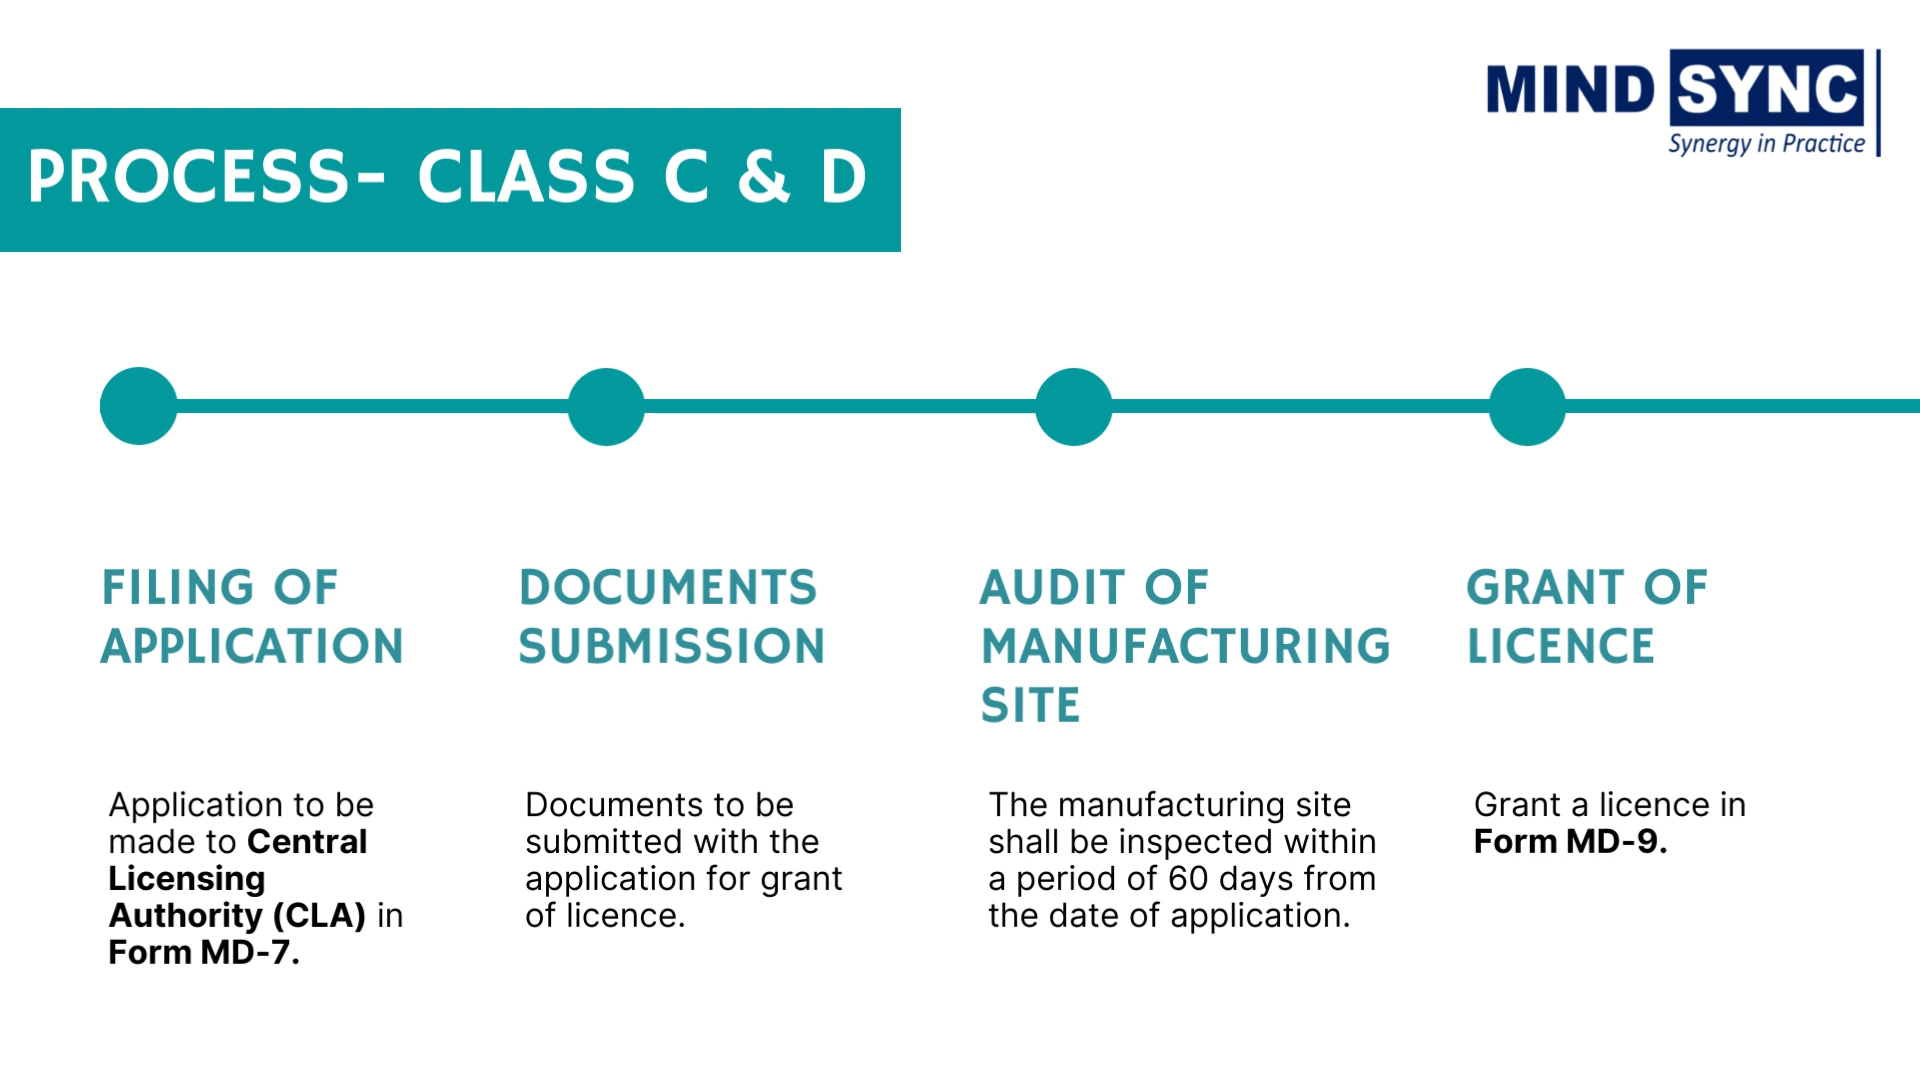 MIND SYNC
Synergy in Practice
PROCESS- CLASS C & D
FILING OF
APPLICATION
Application to be
made to Central
Licensing
Authority (CLA) in
Form MD-7.
DOCUMENTS
SUBMISSION
Documents to be
submitted with the
application for grant
of licence.
AUDIT OF
MANUFACTURING
SITE
The manufacturing site
shall be inspected within
a period of 60 days from
the date of application.
GRANT OF
LICENCE
Grant a licence in
Form MD-9.